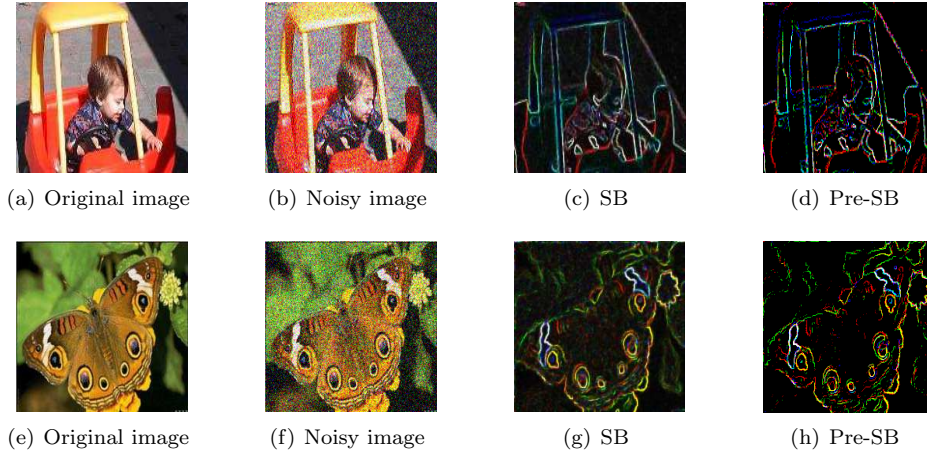 (a) Original image
(b) Noisy image
(c) SB
(d) Pre-SB
(e) Original image
(f) Noisy image
(g) SB
(h) Pre-SB